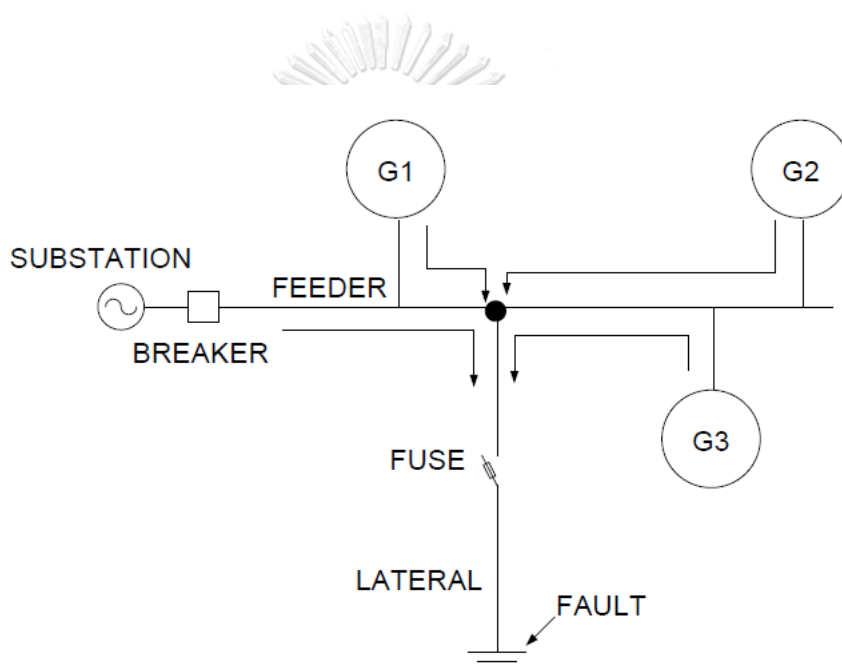 G1
G2
SUBSTATION
FEEDER
BREAKER
G3
FUSE
LATERAL
FAULT